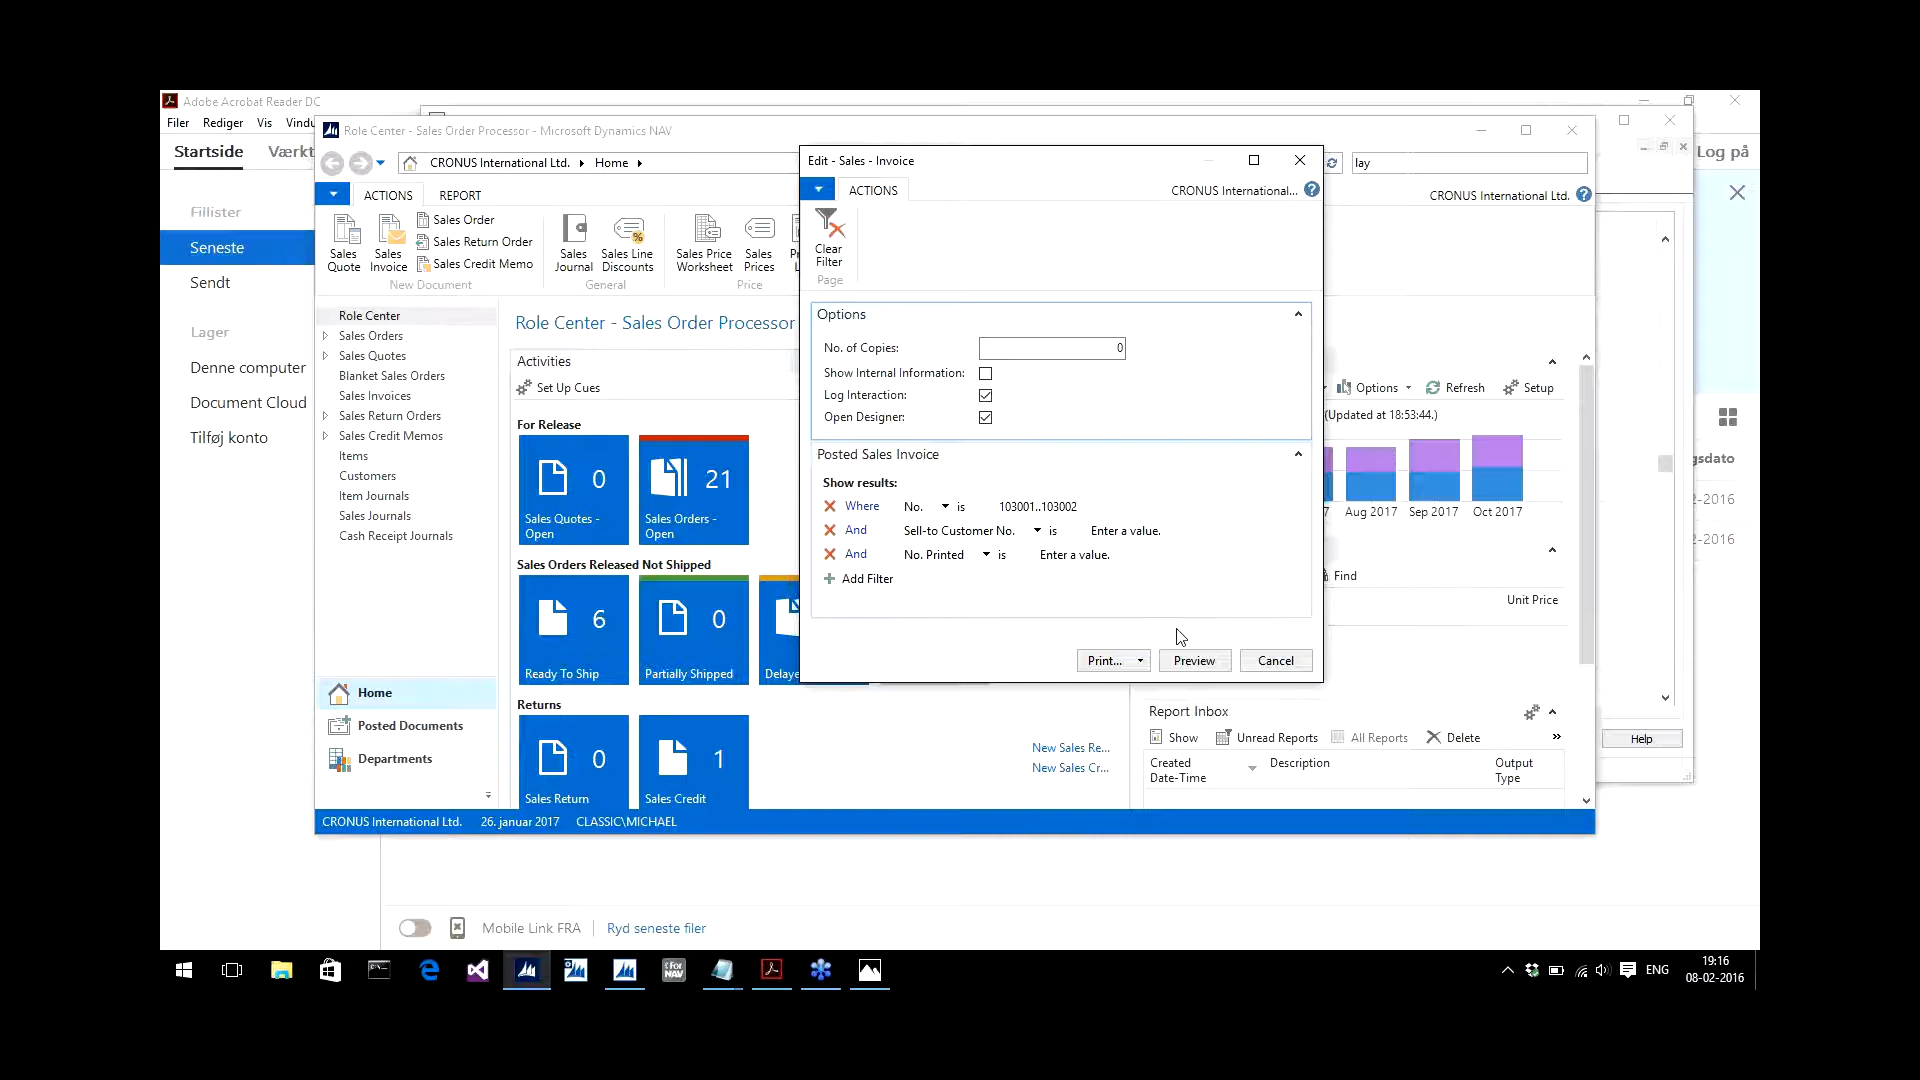 Adobe Acrobat Reader DC
Filer Rediger Vis Vindu
Startside Værkt
Log på
Fillister
Seneste
Sendt
Lager
Denne computer
Document Cloud
Tilføj konto
Mobile Link FRA
Ryd seneste filer
gsdato
2-2016
2-2016
Help
Role Center - Sales Order Processor - Microsoft Dynamics NAV
CRONUS International Ltd. Home
lay
ACTIONS REPORT
CRONUS International Ltd.
Sales Quote
Sales Invoice
Sales Order
Sales Return Order
Sales Credit Memo
New Document
Sales Journal
Sales Line Discounts
General
Sales Price Worksheet
Sales Prices
Price
Role Center
Sales Orders
Sales Quotes
Blanket Sales Orders
Sales Invoices
Sales Return Orders
Sales Credit Memos
Items
Customers
Item Journals
Sales Journals
Cash Receipt Journals
Home
Posted Documents
Departments
Role Center - Sales Order Processor
Activities
Set Up Cues
For Release
0
Sales Quotes - Open
21
Sales Orders - Open
Sales Orders Released Not Shipped
6
Ready To Ship
0
Partially Shipped
Delaye
Returns
0
Sales Return
1
Sales Credit
New Sales Re...
New Sales Cr...
Options Refresh Setup
(Updated at 18:53:44.)
7 Aug 2017 Sep 2017 Oct 2017
Find
Unit Price
Report Inbox
Show Unread Reports All Reports Delete
Created Date-Time
Description
Output Type
CRONUS International Ltd. 26. januar 2017 CLASSIC\MICHAEL
Edit - Sales - Invoice
ACTIONS
CRONUS International...
Clear Filter
Page
Options
No. of Copies: 0
Show Internal Information:
Log Interaction:
Open Designer:
Posted Sales Invoice
Show results:
Where No. is 103001..103002
And Sell-to Customer No. is Enter a value.
And No. Printed is Enter a value.
Add Filter
Print... Preview Cancel
ForNAV
ENG
19:16
08-02-2016